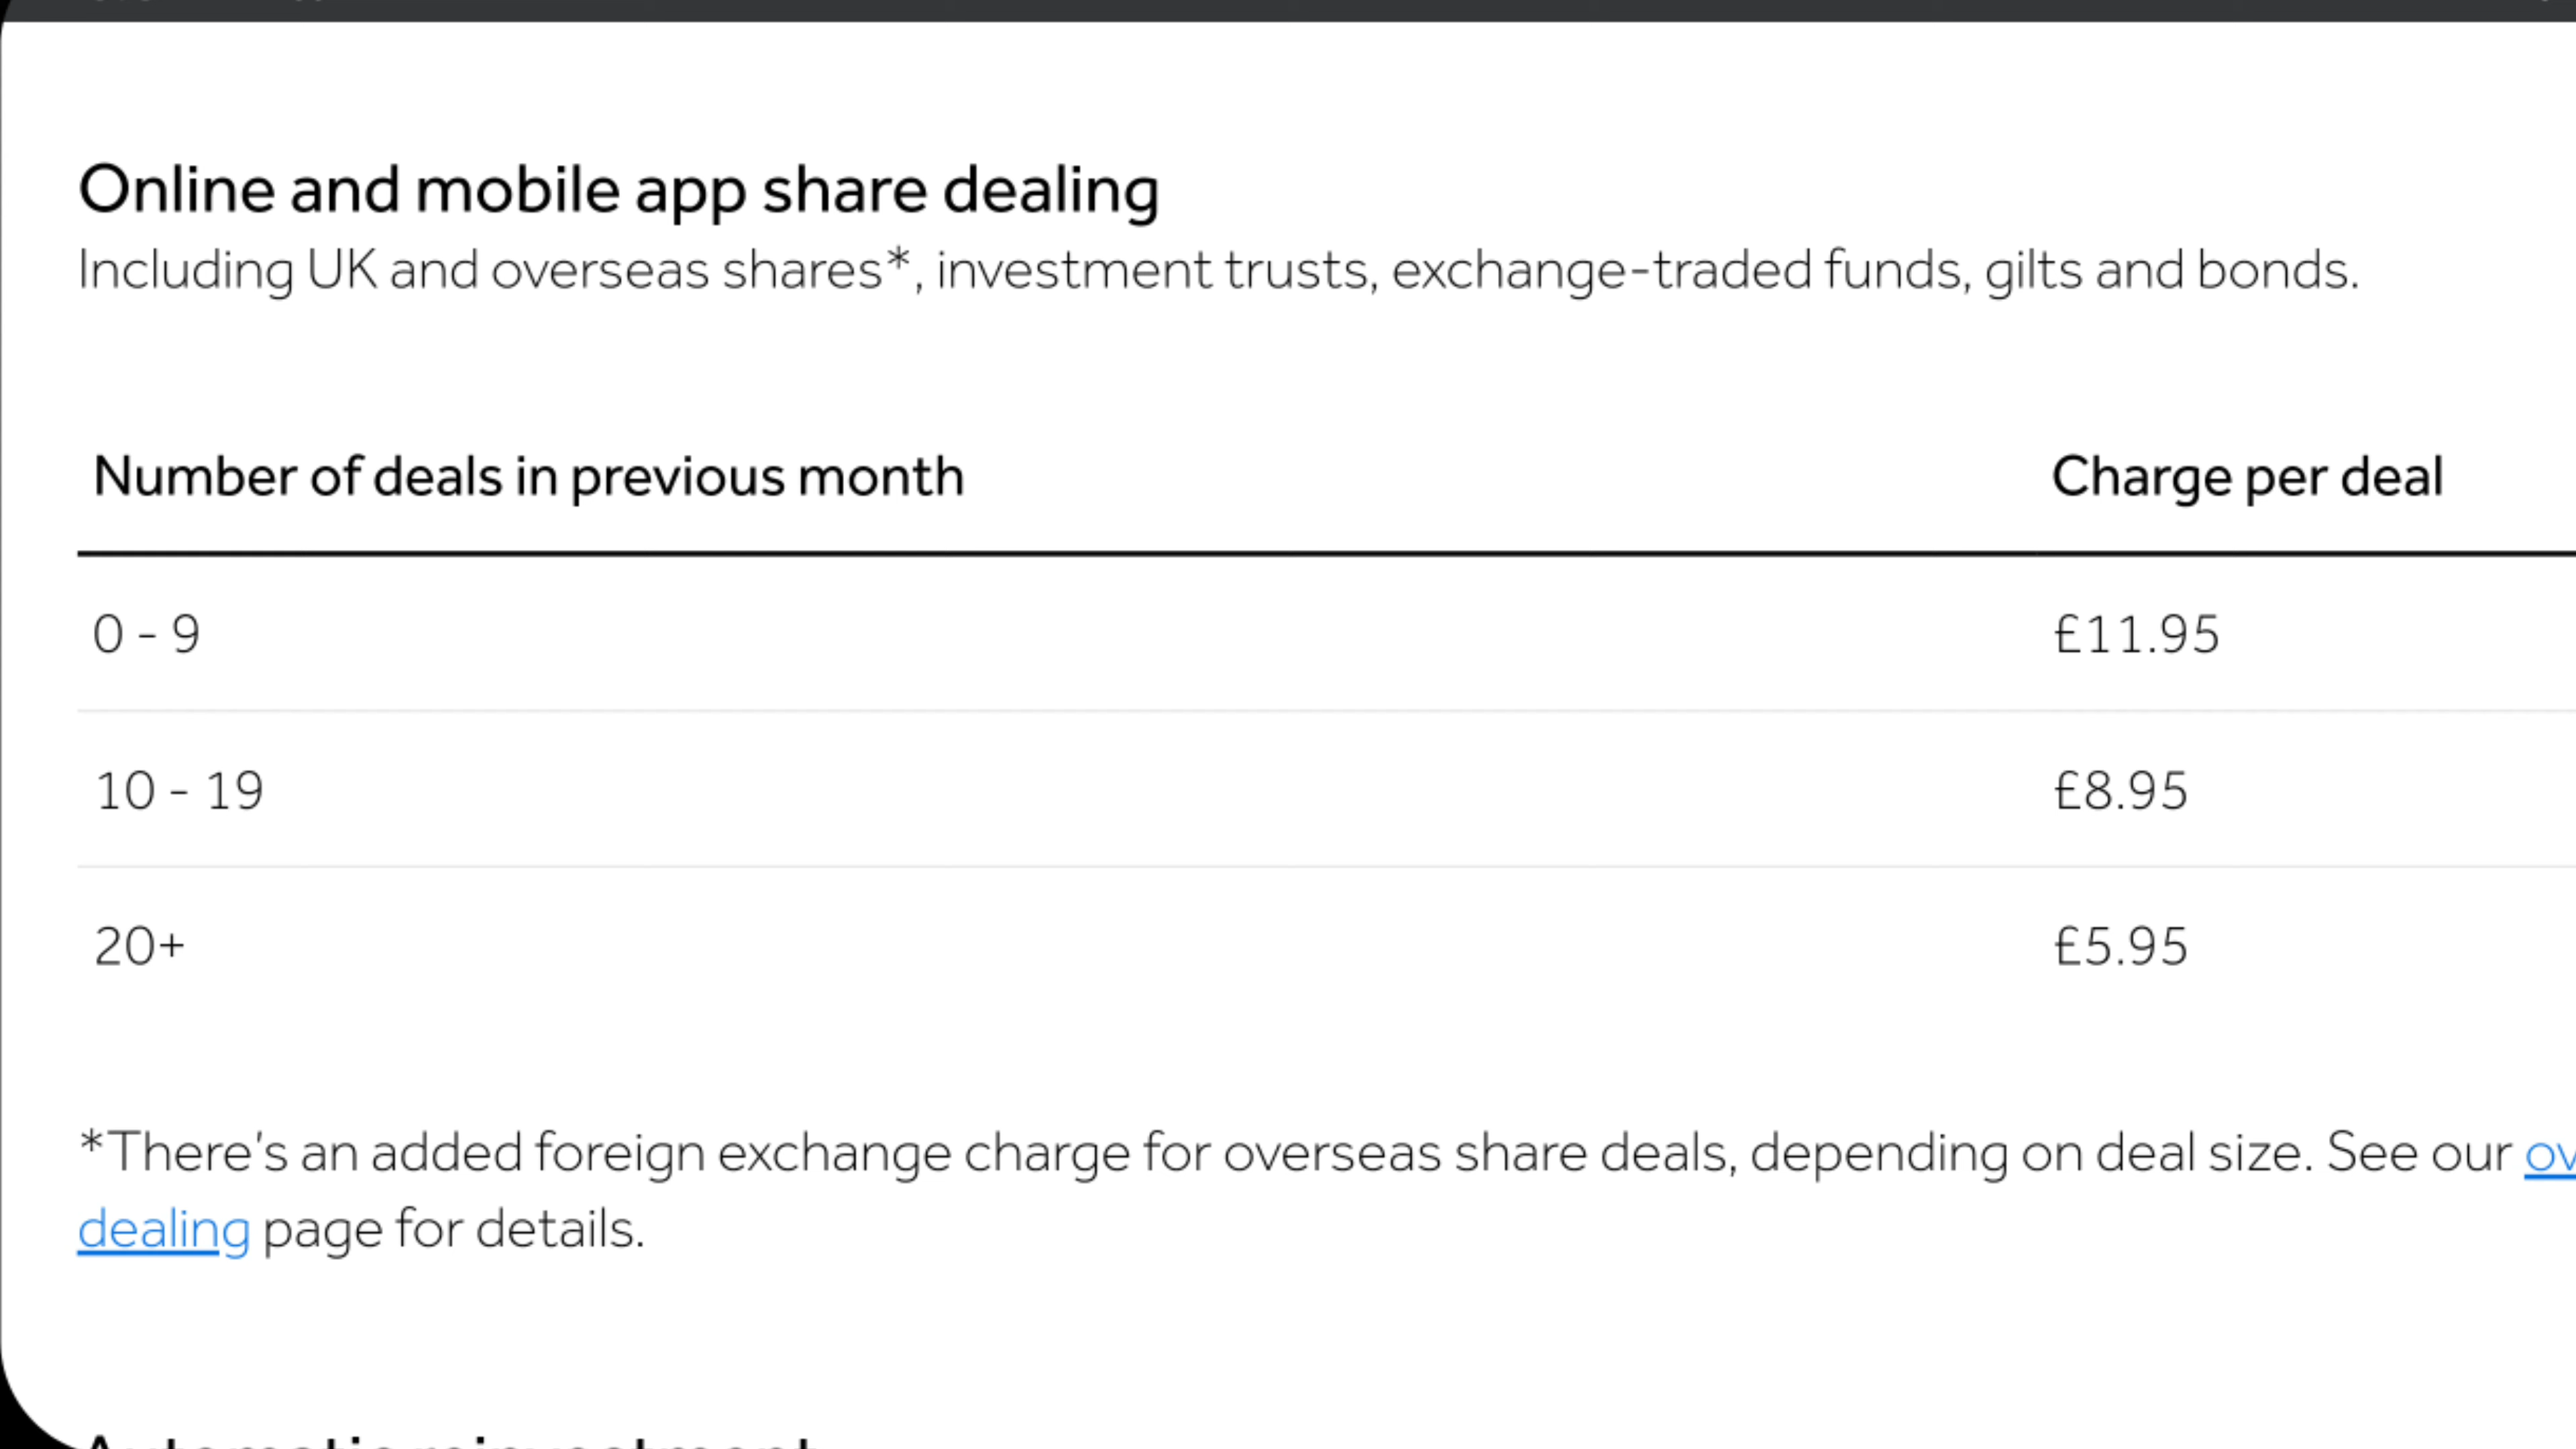 Online and mobile app share dealing
Including UK and overseas shares*, investment trusts, exchange-traded funds, gilts and bonds.
Number of deals in previous month Charge per deal
0 - 9 £11.95
10 - 19 £8.95
20+ £5.95
*There's an added foreign exchange charge for overseas share deals, depending on deal size. See our
dealing page for details.
Automatic reinvestment